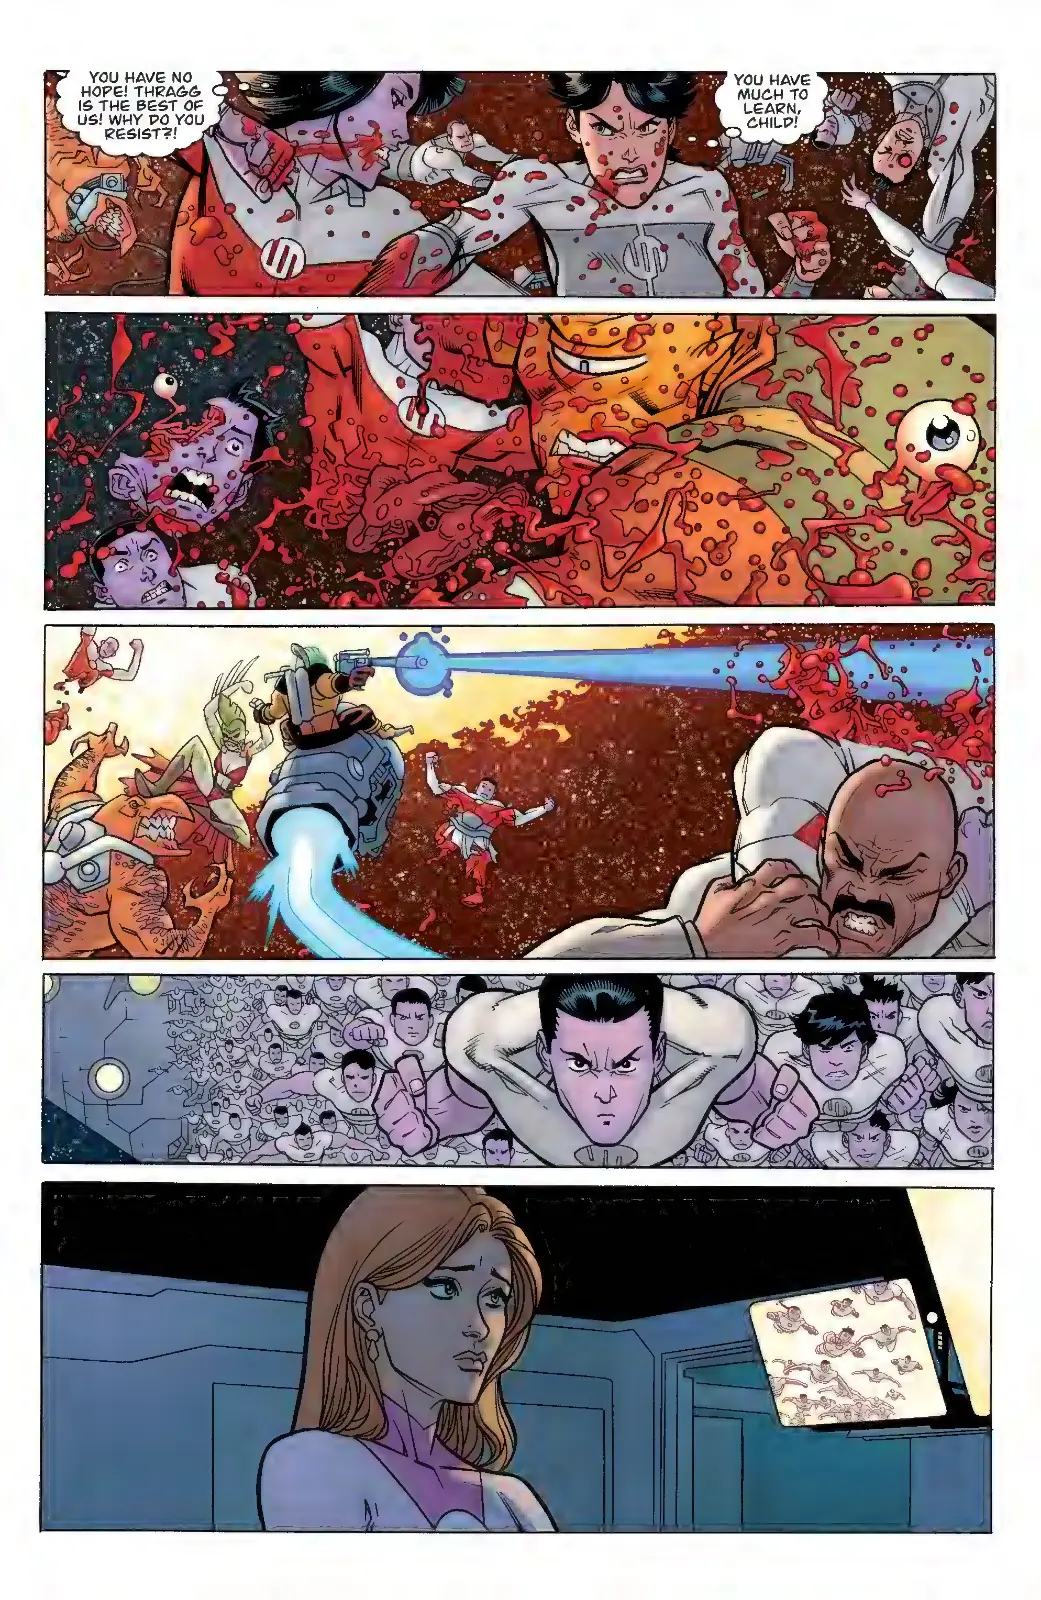 YOU HAVE NO
HOPE! THRAGG
IS THE BEST OF
US! WHY DO YOU
RESIST?!
YOU HAVE
MUCH TO
LEARN,
CHILD!